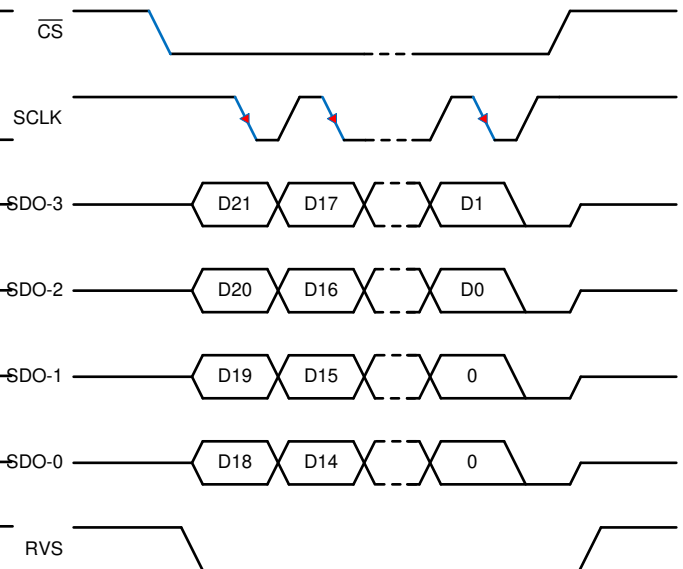 CS
SCLK
SDO-3 D21 D17 D1
SDO-2 D20 D16 D0
SDO-1 D19 D15 0
SDO-0 D18 D14 0
RVS